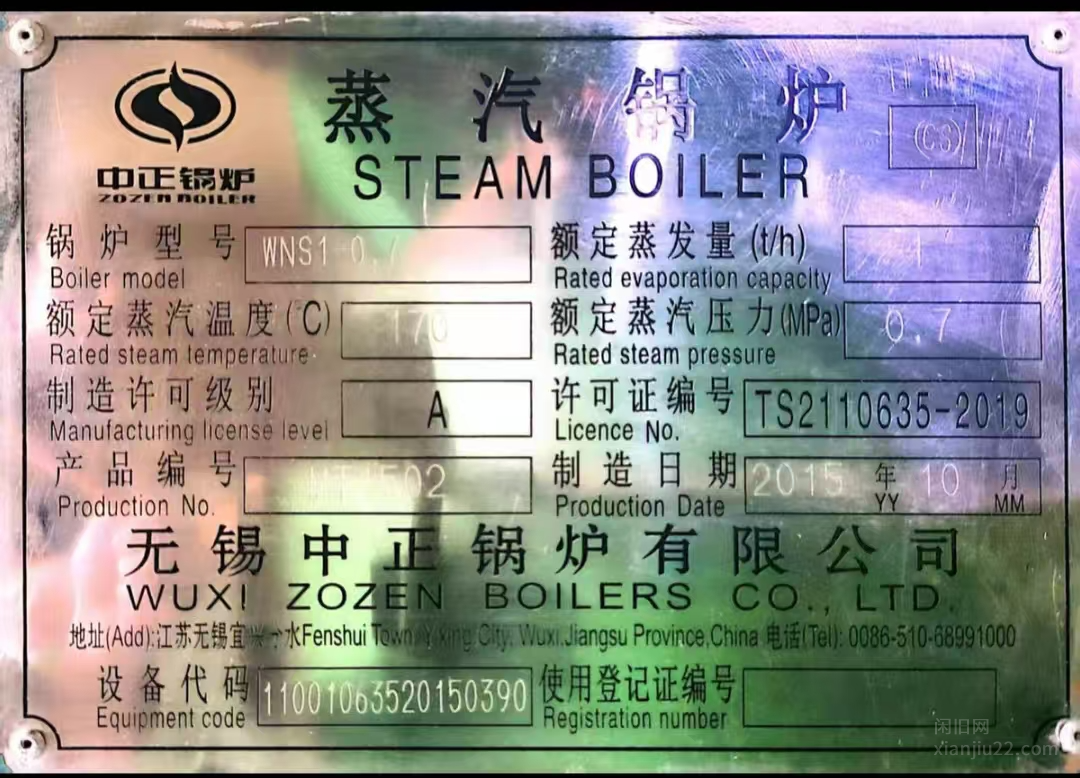 中正锅炉
ZOZEN BOILER
蒸汽锅炉
STEAM BOILER
(CS)
锅炉型号 WNS1-0.7 额定蒸发量(t/h) 1
Boiler model Rated evaporation capacity
额定蒸汽温度(℃) 170 额定蒸汽压力(MPa) 0.7
Rated steam temperature Rated steam pressure
制造许可级别 A 许可证编号 TS2110635-2019
Manufacturing license level Licence No.
产品编号 制造日期 2015 年 10 月
Production No. Production Date YY MM
无锡中正锅炉有限公司
WUXI ZOZEN BOILERS CO., LTD.
地址(Add):江苏无锡宜兴 水Fenshui Town, Yixing City, Wuxi,Jiangsu Province,China 电话(Tel): 0086-510-68991000
设备代码 11001063520150390 使用登记证编号
Equipment code Registration number
闲旧网
xianjiu22.com